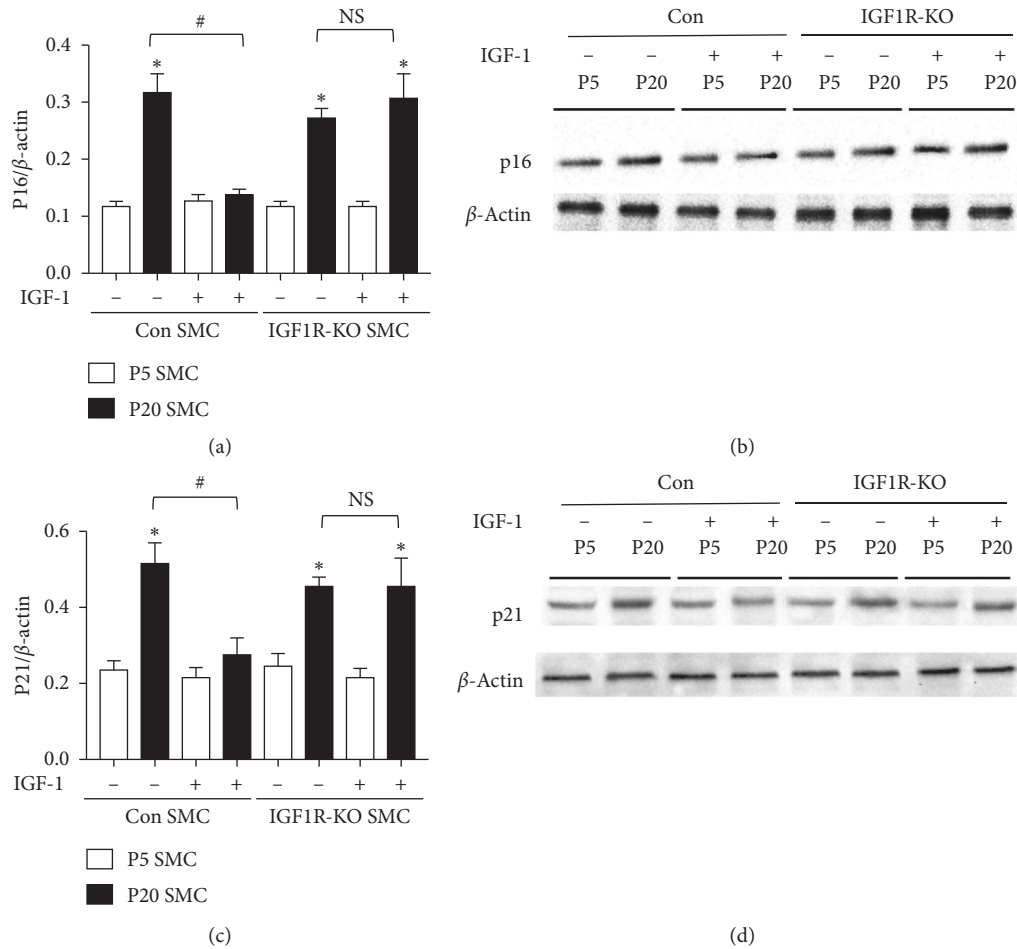 #
NS
0.4
*
*
*
0.3
0.2
0.1
0.0
P16/β-actin
IGF-1 – – + + – – + +
Con SMC IGF1R-KO SMC
P5 SMC
P20 SMC
(a)
Con IGF1R-KO
IGF-1 – – + + – – + +
P5 P20 P5 P20 P5 P20 P5 P20
p16
β-Actin
(b)
#
NS
0.6
*
*
*
0.4
0.2
0.0
P21/β-actin
IGF-1 – – + + – – + +
Con SMC IGF1R-KO SMC
P5 SMC
P20 SMC
(c)
Con IGF1R-KO
IGF-1 – – + + – – + +
P5 P20 P5 P20 P5 P20 P5 P20
p21
β-Actin
(d)